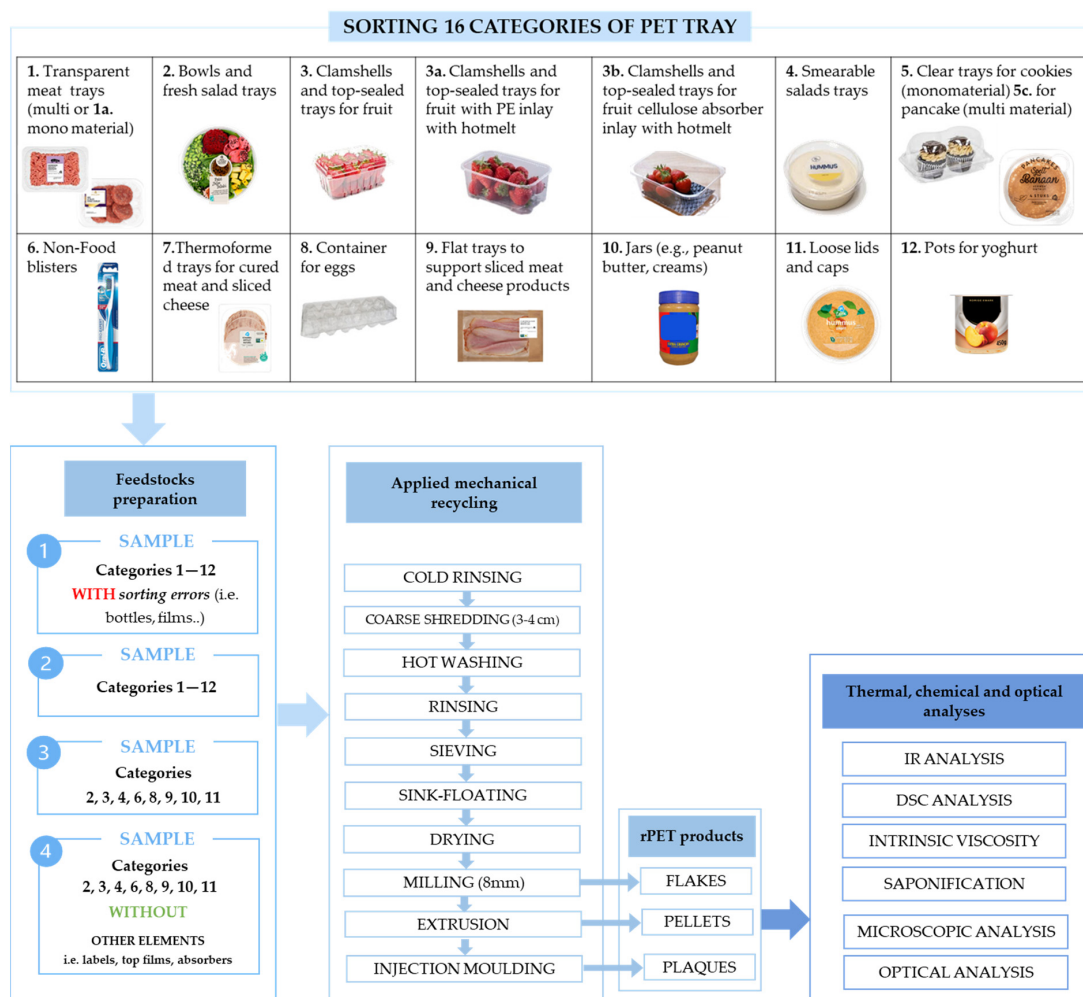 SORTING 16 CATEGORIES OF PET TRAY
1. Transparent
meat trays
(multi or 1a.
mono material)
2. Bowls and
fresh salad trays
3. Clamshells
and top-sealed
trays for fruit
3a. Clamshells and
top-sealed trays for
fruit with PE inlay
with hotmelt
3b. Clamshells and
top-sealed trays for
fruit cellulose absorber
inlay with hotmelt
4. Smearable
salads trays
HUMMUS
5. Clear trays for cookies
(monomaterial) 5c. for
pancake (multi material)
PANCAKES
Banaan
6. Non-Food
blisters
Oral-B
7.Thermoforme
d trays for cured
meat and sliced
cheese
8. Container
for eggs
9. Flat trays to
support sliced meat
and cheese products
10. Jars (e.g., peanut
butter, creams)
11. Loose lids
and caps
hummus
12. Pots for yoghurt
Feedstocks
preparation
1
SAMPLE
Categories 1—12
WITH sorting errors (i.e.
bottles, films..)
2
SAMPLE
Categories 1—12
3
SAMPLE
Categories
2, 3, 4, 6, 8, 9, 10, 11
4
SAMPLE
Categories
2, 3, 4, 6, 8, 9, 10, 11
WITHOUT
OTHER ELEMENTS
i.e. labels, top films, absorbers
Applied mechanical
recycling
COLD RINSING
COARSE SHREDDING (3-4 cm)
HOT WASHING
RINSING
SIEVING
SINK-FLOATING
DRYING
MILLING (8mm)
EXTRUSION
INJECTION MOULDING
rPET products
FLAKES
PELLETS
PLAQUES
Thermal, chemical and optical
analyses
IR ANALYSIS
DSC ANALYSIS
INTRINSIC VISCOSITY
SAPONIFICATION
MICROSCOPIC ANALYSIS
OPTICAL ANALYSIS